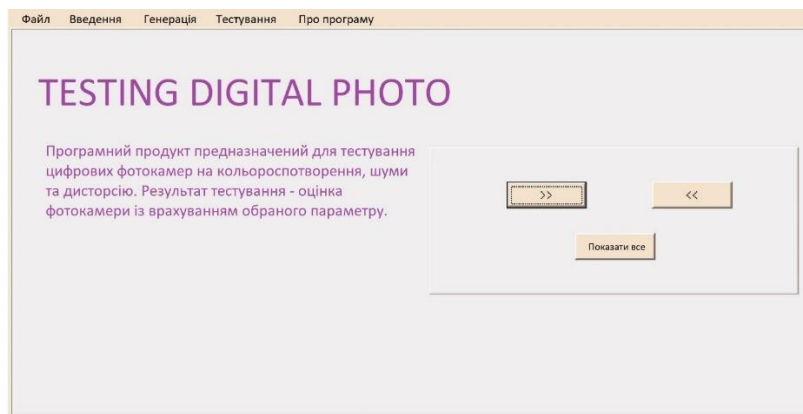 Файл Введення Генерація Тестування Про програму
TESTING DIGITAL PHOTO
Програмний продукт предназначений для тестування
цифрових фотокамер на кольороспотворення, шуми
та дисторсію. Результат тестування - оцінка
фотокамери із врахуванням обраного параметру.
>> <<
Показати все